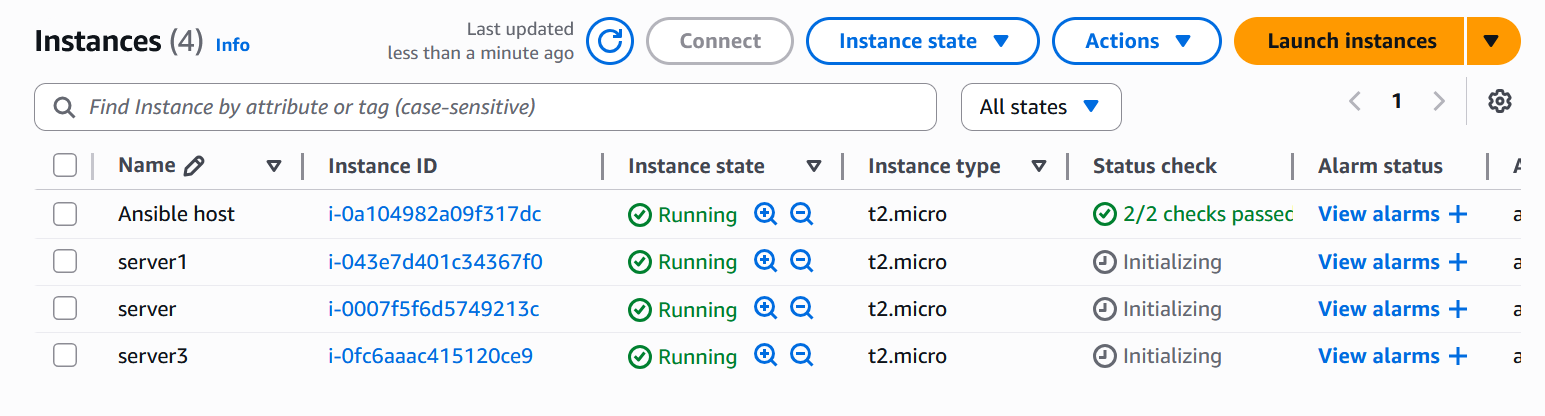 Instances (4) Info
Last updated
less than a minute ago
Connect
Instance state
Actions
Launch instances
Find Instance by attribute or tag (case-sensitive)
All states
1
Name Instance ID Instance state Instance type Status check Alarm status
Ansible host i-0a104982a09f317dc Running t2.micro 2/2 checks passed View alarms +
server1 i-043e7d401c34367f0 Running t2.micro Initializing View alarms +
server i-0007f5f6d5749213c Running t2.micro Initializing View alarms +
server3 i-0fc6aaac415120ce9 Running t2.micro Initializing View alarms +